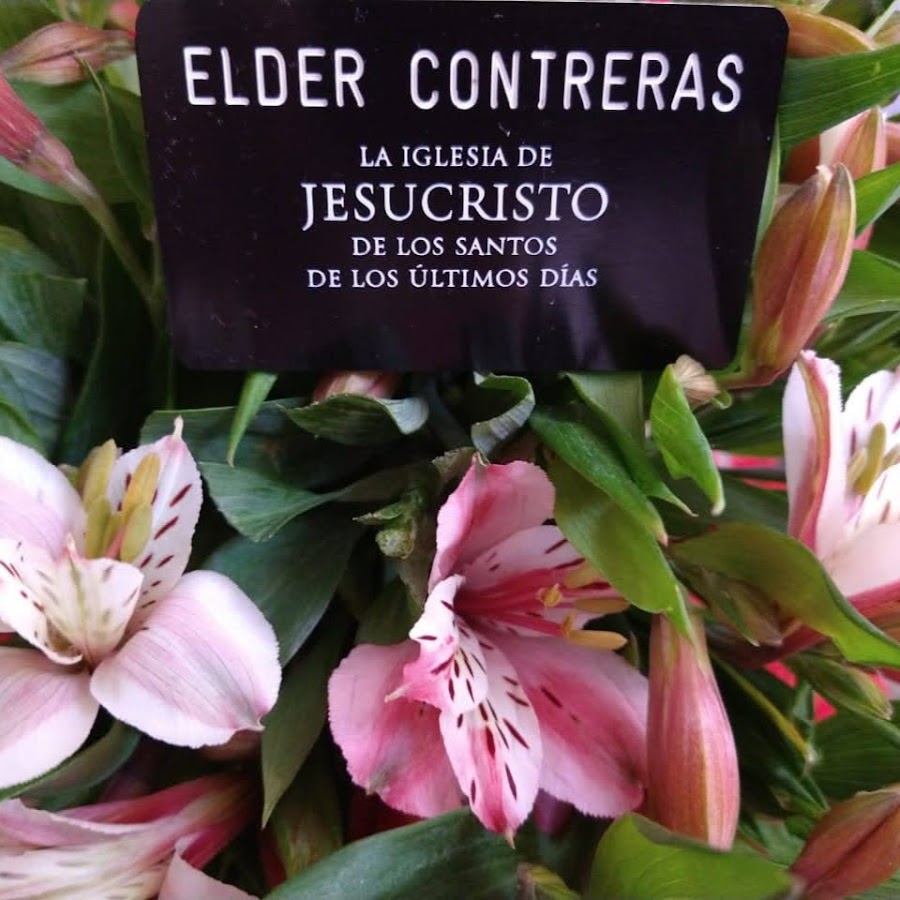 ELDER CONTRERAS
LA IGLESIA DE
JESUCRISTO
DE LOS SANTOS
DE LOS ÚLTIMOS DÍAS